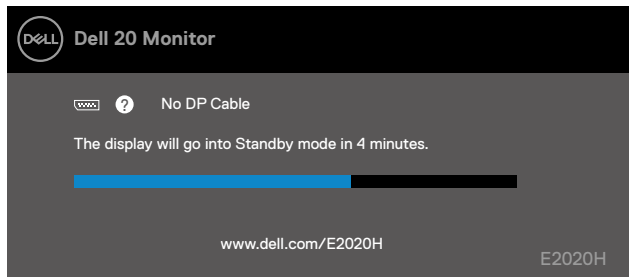 DELL
Dell 20 Monitor
? No DP Cable
The display will go into Standby mode in 4 minutes.
www.dell.com/E2020H
E2020H